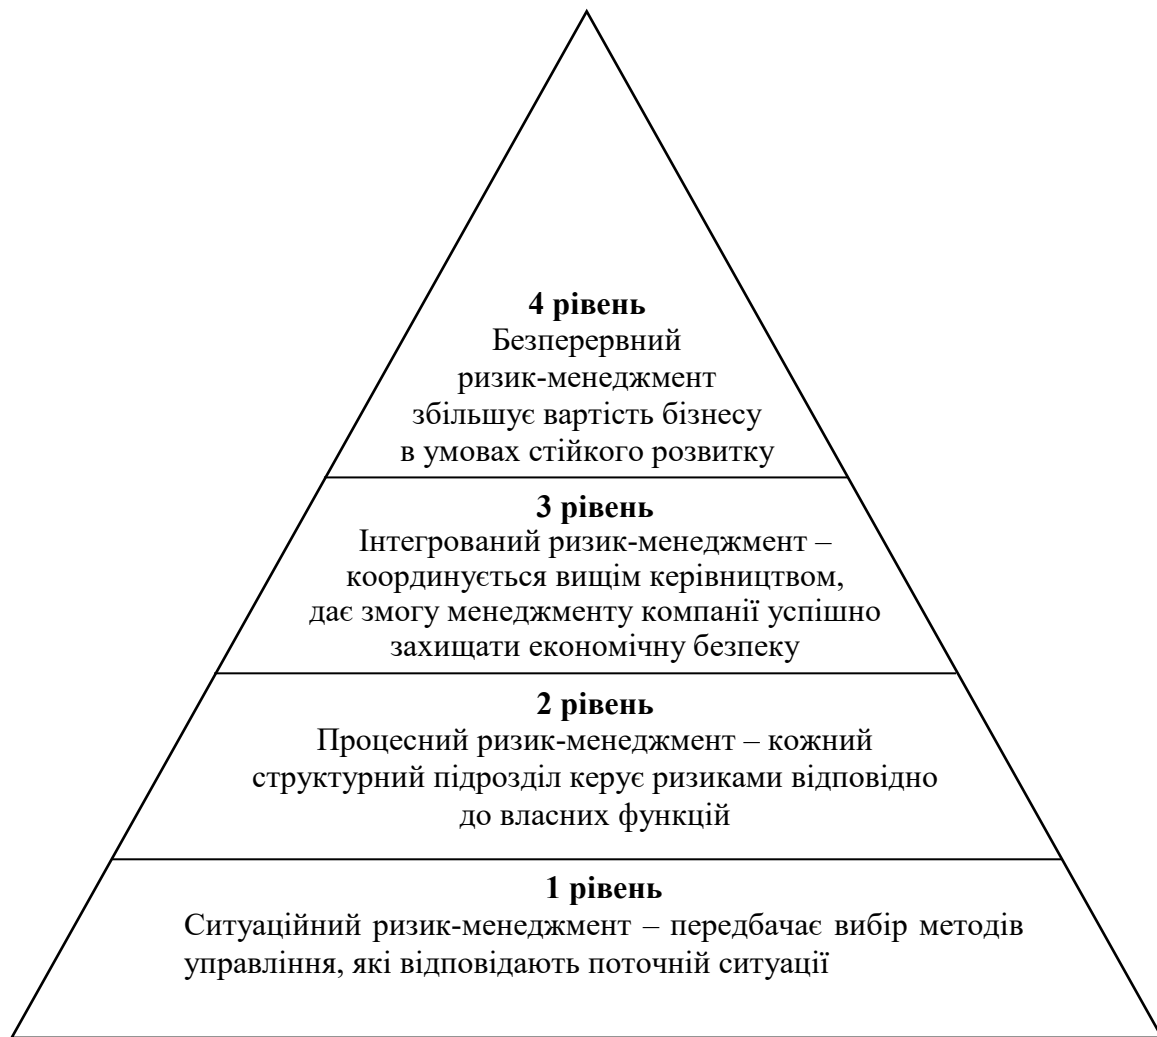 4 рівень
Безперервний
ризик-менеджмент
збільшує вартість бізнесу
в умовах стійкого розвитку
3 рівень
Інтегрований ризик-менеджмент –
координується вищім керівництвом,
дає змогу менеджменту компанії успішно
захищати економічну безпеку
2 рівень
Процесний ризик-менеджмент – кожний
структурний підрозділ керує ризиками відповідно
до власних функцій
1 рівень
Ситуаційний ризик-менеджмент – передбачає вибір методів
управління, які відповідають поточній ситуації